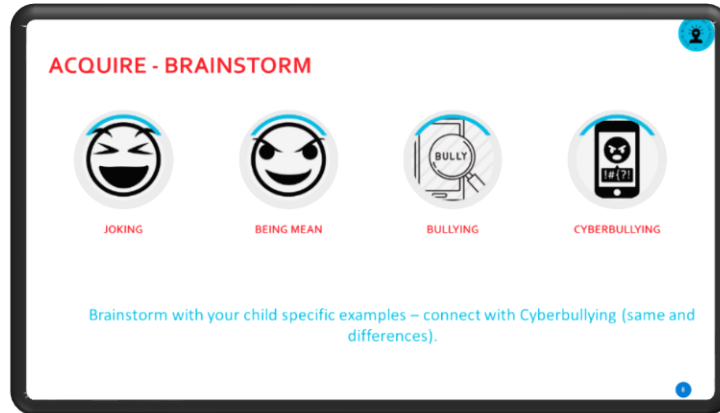 ACQUIRE - BRAINSTORM
BULLY
!#{?!
JOKING
BEING MEAN
BULLYING
CYBERBULLYING
Brainstorm with your child specific examples – connect with Cyberbullying (same and
differences).
8